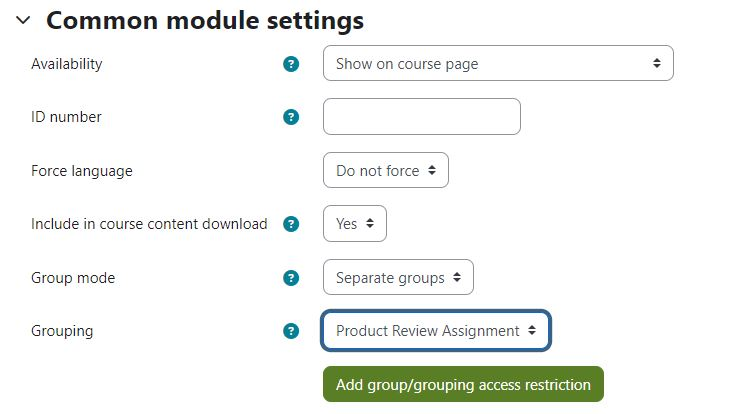 Common module settings
Availability ? Show on course page
ID number ?
Force language Do not force
Include in course content download ? Yes
Group mode ? Separate groups
Grouping ? Product Review Assignment
Add group/grouping access restriction